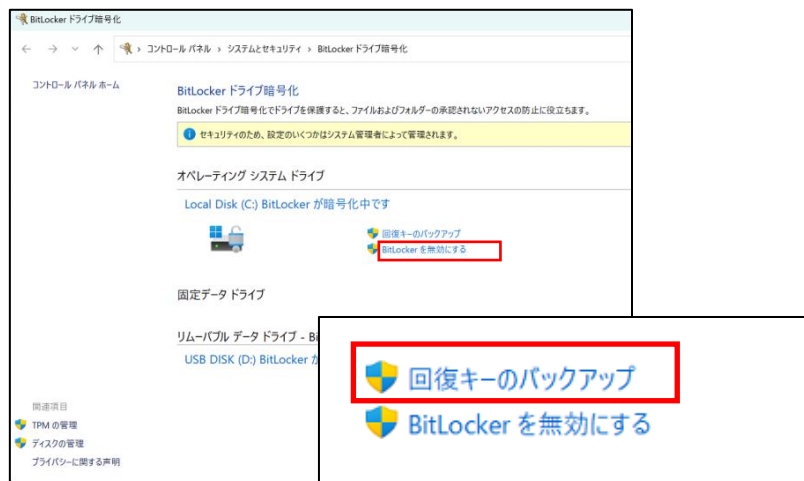 BitLocker ドライブ暗号化
コントロール パネル › システムとセキュリティ › BitLocker ドライブ暗号化
コントロール パネル ホーム
BitLocker ドライブ暗号化
BitLocker ドライブ暗号化でドライブを保護すると、ファイルおよびフォルダーの承認されないアクセスの防止に役立ちます。
セキュリティのため、設定のいくつかはシステム管理者によって管理されます。
オペレーティング システム ドライブ
Local Disk (C:) BitLocker が暗号化中です
回復キーのバックアップ
BitLocker を無効にする
固定データ ドライブ
リムーバブル データ ドライブ -
USB DISK (D:) BitLocker
関連項目
TPM の管理
ディスクの管理
プライバシーに関する声明
回復キーのバックアップ
BitLocker を無効にする